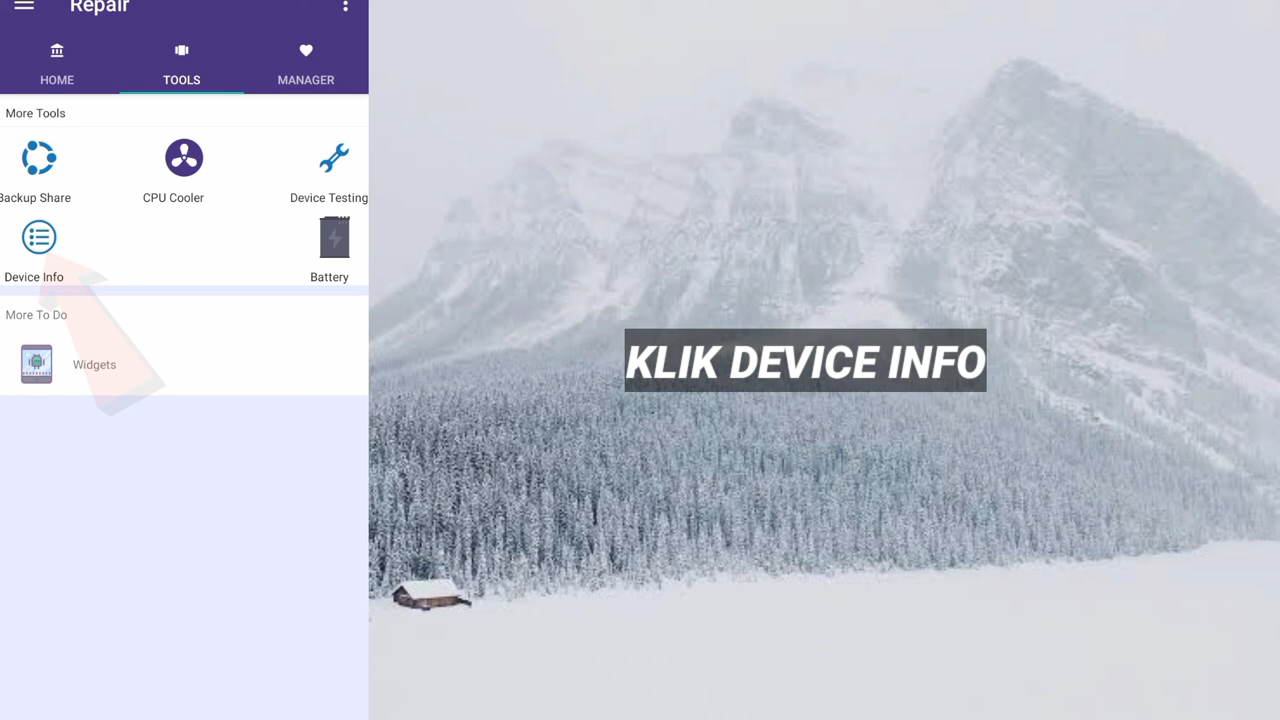 Repair
HOME
TOOLS
MANAGER
More Tools
Backup Share
CPU Cooler
Device Testing
Device Info
Battery
More To Do
Widgets
KLIK DEVICE INFO